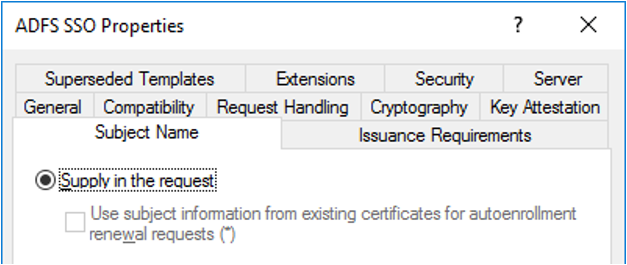 ADFS SSO Properties ? ✕
Superseded Templates Extensions Security Server
General Compatibility Request Handling Cryptography Key Attestation
Subject Name Issuance Requirements
Supply in the request
Use subject information from existing certificates for autoenrollment
renewal requests (*)